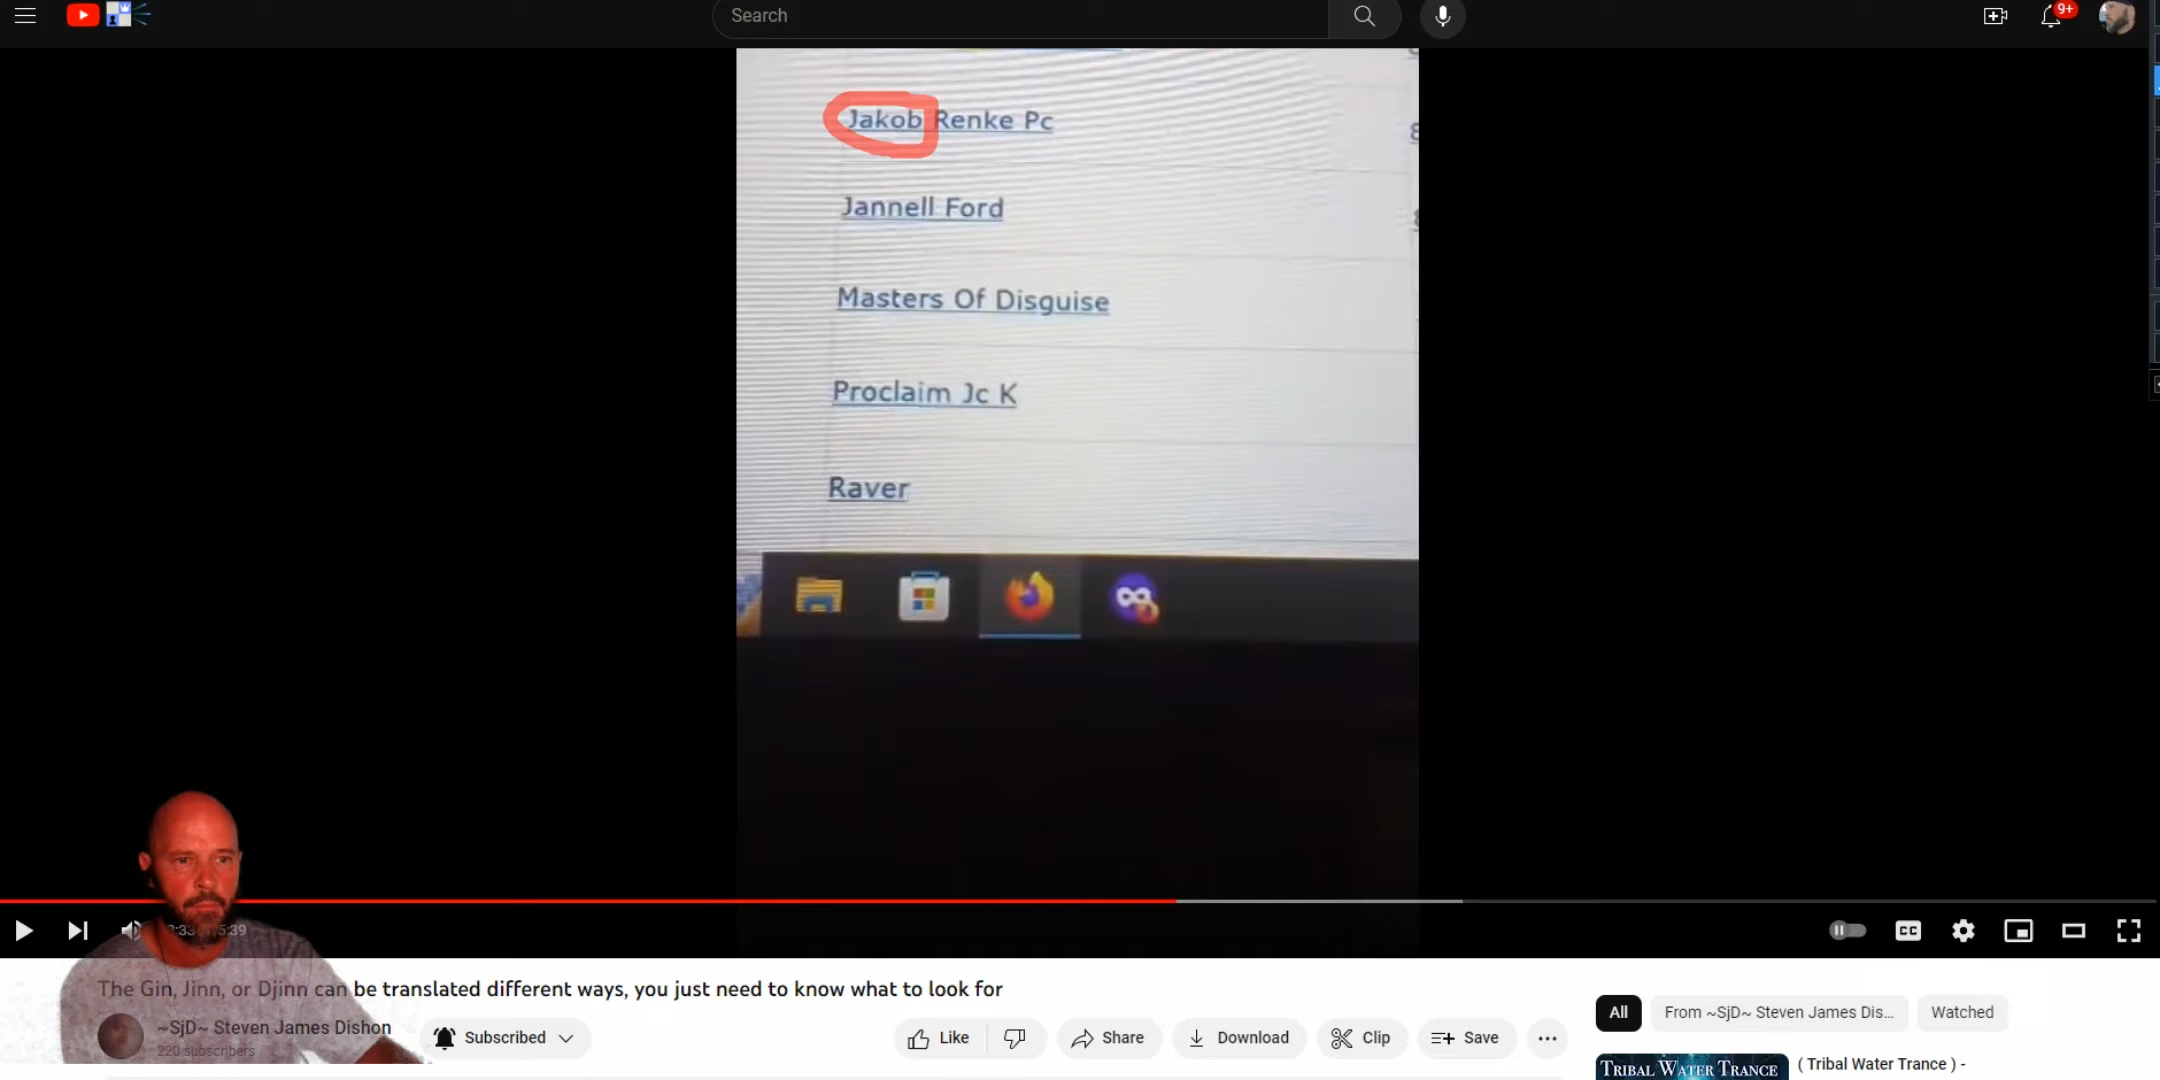 Search
9+
Jakob Renke Pc
Jannell Ford
Masters Of Disguise
Proclaim Jc K
Raver
The Gin, Jinn, or Djinn can be translated different ways, you just need to know what to look for
~SjD~ Steven James Dishon
220 subscribers
Subscribed
Like
Share
Download
Clip
Save
CC
All
From ~SjD~ Steven James Dis...
Watched
TRIBAL WATER TRANCE
( Tribal Water Trance ) -